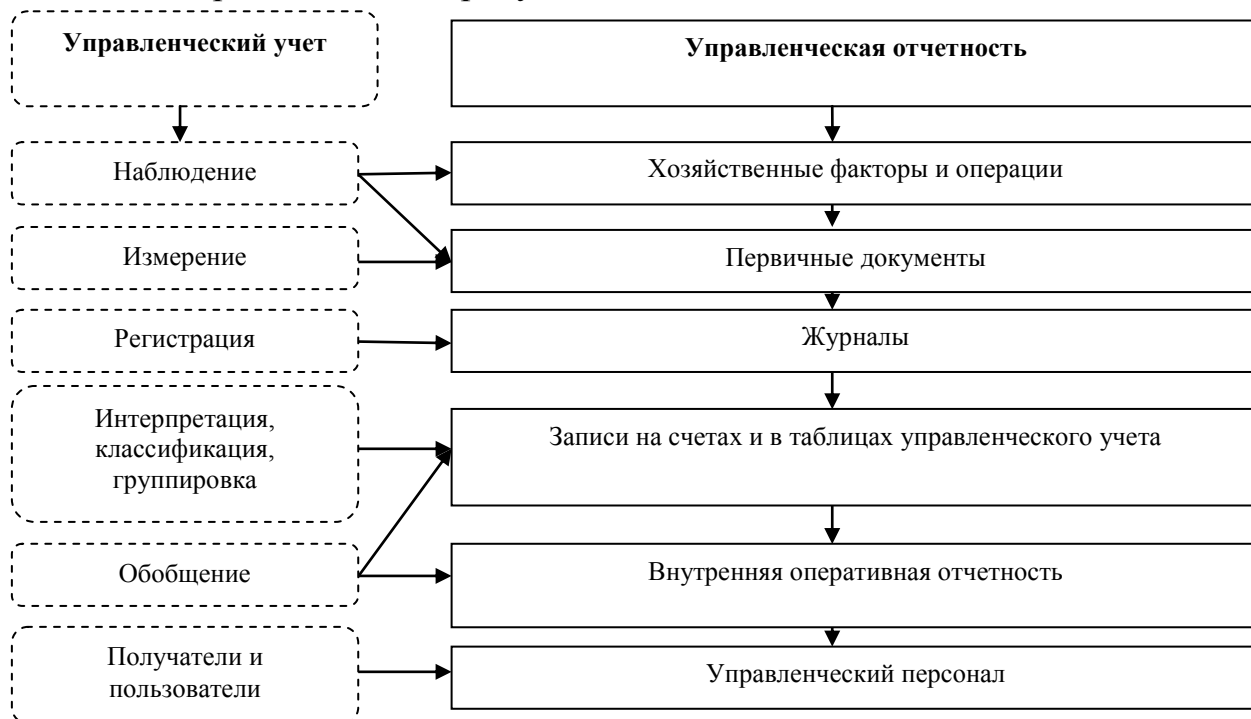 Управленческий учет
Управленческая отчетность
Наблюдение
Хозяйственные факторы и операции
Измерение
Первичные документы
Регистрация
Журналы
Интерпретация,
классификация,
группировка
Записи на счетах и в таблицах управленческого учета
Обобщение
Внутренняя оперативная отчетность
Получатели и
пользователи
Управленческий персонал